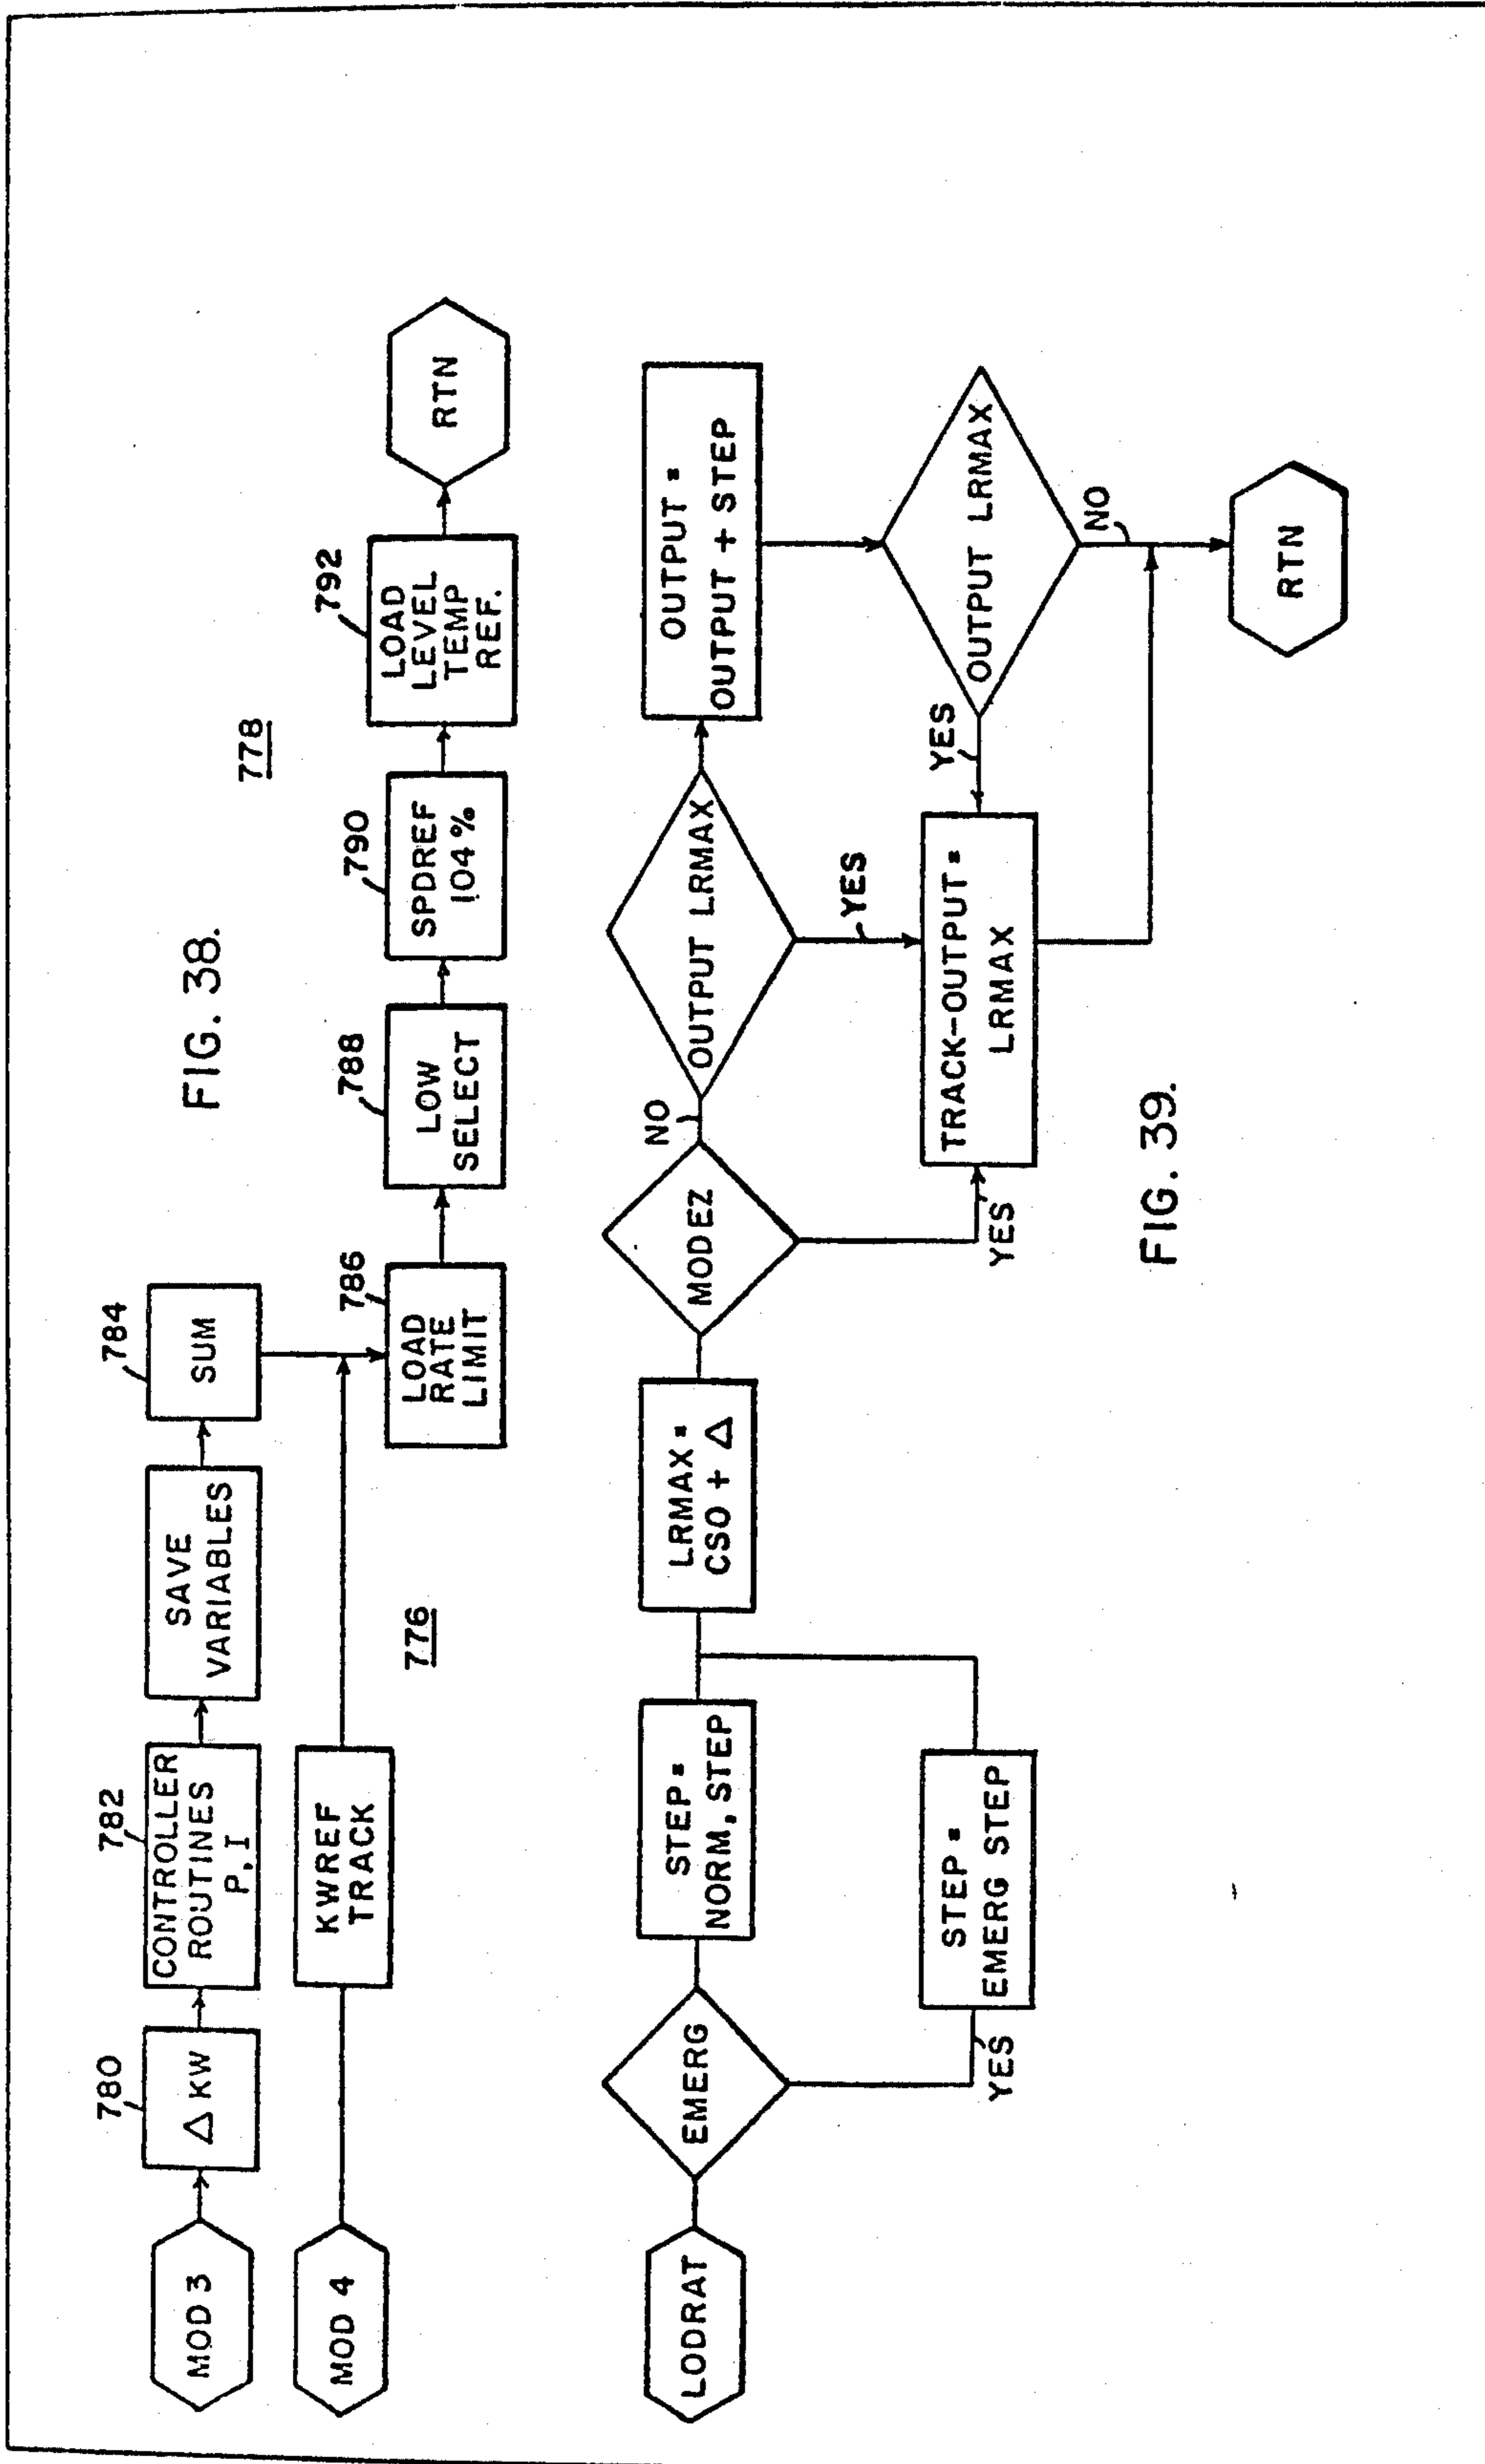 FIG. 38.
778
776
MOD 3
780
Δ KW
782
CONTROLLER
ROUTINES
P, I
SAVE
VARIABLES
784
SUM
MOD 4
KWREF
TRACK
786
LOAD
RATE
LIMIT
788
LOW
SELECT
790
SPDREF
104%
792
LOAD
LEVEL
TEMP
REF.
RTN
LODRAT
EMERG
YES
STEP =
NORM, STEP
STEP =
EMERG STEP
LRMAX =
CSO + Δ
MODEZ
NO
YES
OUTPUT LRMAX
YES
OUTPUT =
OUTPUT + STEP
OUTPUT LRMAX
YES
NO
TRACK-OUTPUT =
LRMAX
RTN
FIG. 39.